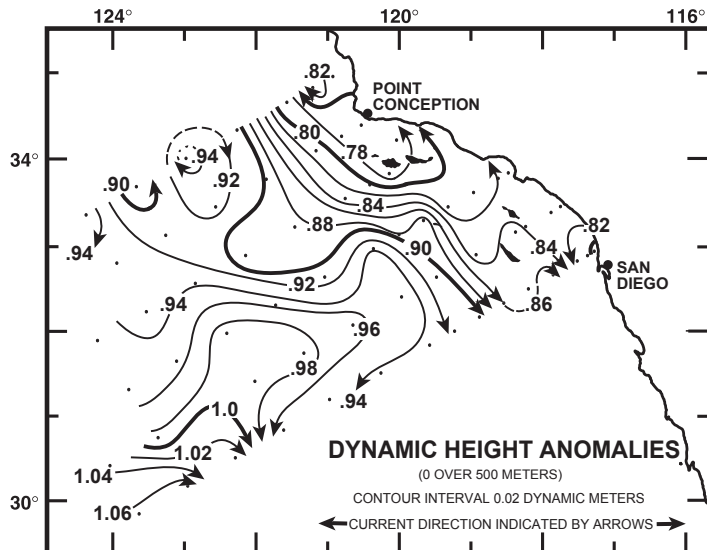 124° 120° 116°
.82
POINT
CONCEPTION
.80
.78
34°
.94
.92
.90
.84
.88
.82
.94
.90
.84
SAN
DIEGO
.92
.86
.94
.96
.98
.94
1.0
1.02
DYNAMIC HEIGHT ANOMALIES
1.04
(0 OVER 500 METERS)
30°
CONTOUR INTERVAL 0.02 DYNAMIC METERS
1.06
CURRENT DIRECTION INDICATED BY ARROWS